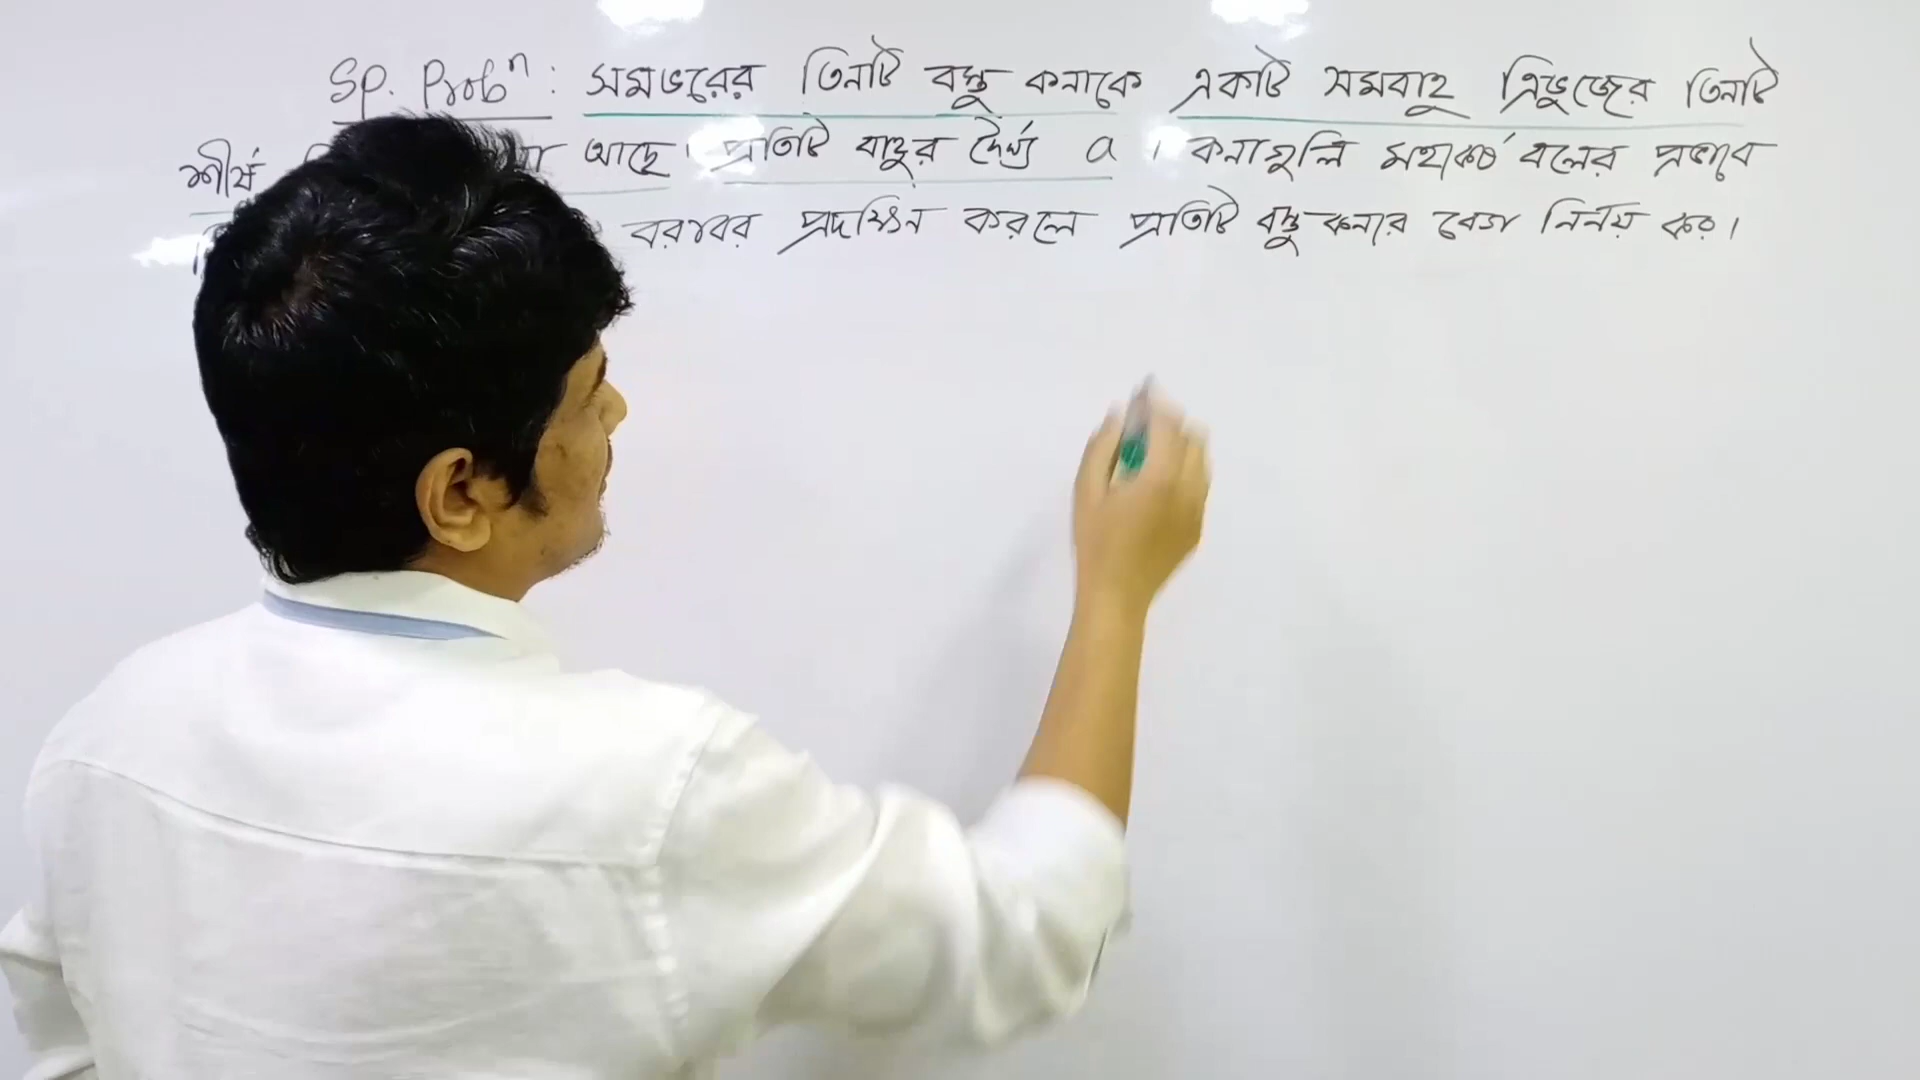 Sp. Probⁿ : সমভরের তিনটি বস্তু কনাকে একটি সমবাহু ত্রিভুজের তিনটি
শীর্ষ আছে। প্রতিটি বাহুর দৈর্ঘ্য a । কনাগুলি মহাকর্ষ বলের প্রভাবে
বরাবর প্রদক্ষিন করলে প্রতিটি বস্তু কনার বেগ নির্নয় কর।